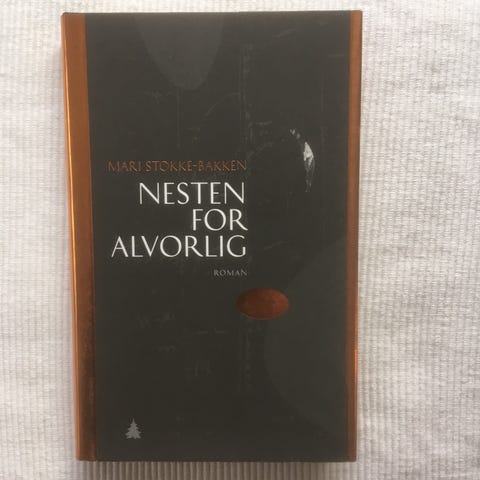 MARI STOKKE-BAKKEN
NESTEN
FOR
ALVORLIG
ROMAN